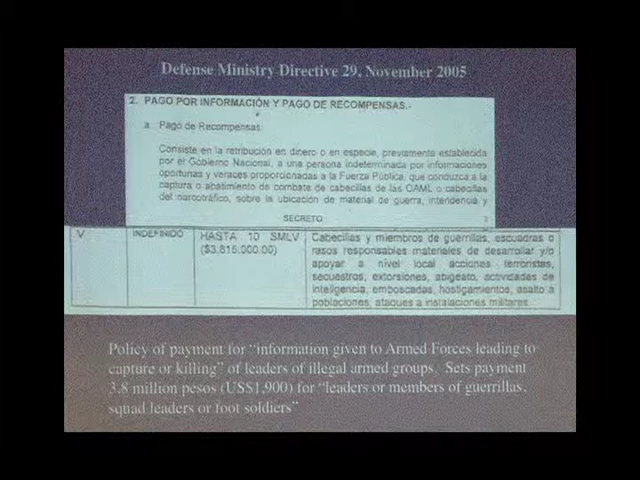 Defense Ministry Directive 29, November 2005
2. PAGO POR INFORMACIÓN Y PAGO DE RECOMPENSAS.-
a. Pago de Recompensas:
Consiste en la retribución en dinero o en especie, previamente establecida
por el Gobierno Nacional, a una persona indeterminada por informaciones
oportunas y veraces proporcionadas a la Fuerza Pública, que conduzca a la
captura o abatimiento de combate de cabecillas de las OAML o cabecillas
del narcotráfico, sobre la ubicación de material de guerra, intendencia y
SECRETO
V INDEFINIDO HASTA 10 SMLV Cabecillas y miembros de guerrillas, escuadras o
($3.815.000.00) rasos responsables materiales de desarrollar y/o
apoyar a nivel local acciones terroristas,
secuestros, extorsiones, abigeato, actividades de
inteligencia, emboscadas, hostigamientos, asalto a
poblaciones, ataques a instalaciones militares.
Policy of payment for "information given to Armed Forces leading to
capture or killing" of leaders of illegal armed groups. Sets payment
3.8 million pesos (US$1,900) for "leaders or members of guerrillas,
squad leaders or foot soldiers"